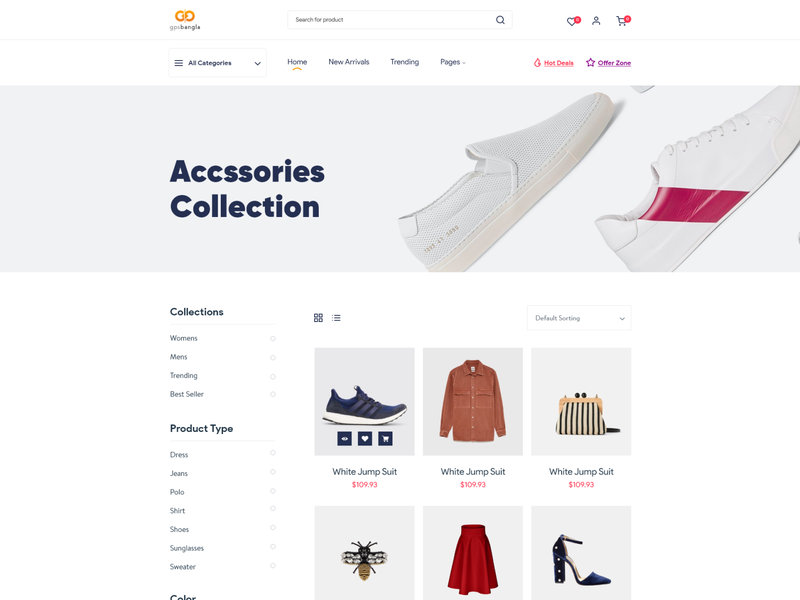 gpsbangla
Search for product
0
0
All Categories
Home
New Arrivals
Trending
Pages
Hot Deals
Offer Zone
Accssories
Collection
Collections
Womens
Mens
Trending
Best Seller
Product Type
Dress
Jeans
Polo
Shirt
Shoes
Sunglasses
Sweater
Color
Default Sorting
White Jump Suit
$109.93
White Jump Suit
$109.93
White Jump Suit
$109.93